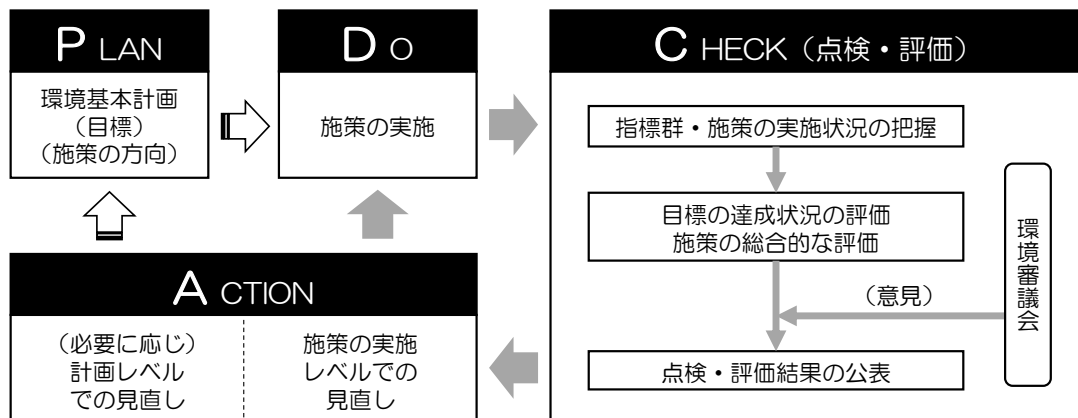 P LAN
環境基本計画
（目標）
（施策の方向）
D O
施策の実施
C HECK（点検・評価）
指標群・施策の実施状況の把握
目標の達成状況の評価
施策の総合的な評価
（意見）
環境審議会
点検・評価結果の公表
A CTION
（必要に応じ）
計画レベル
での見直し
施策の実施
レベルでの
見直し